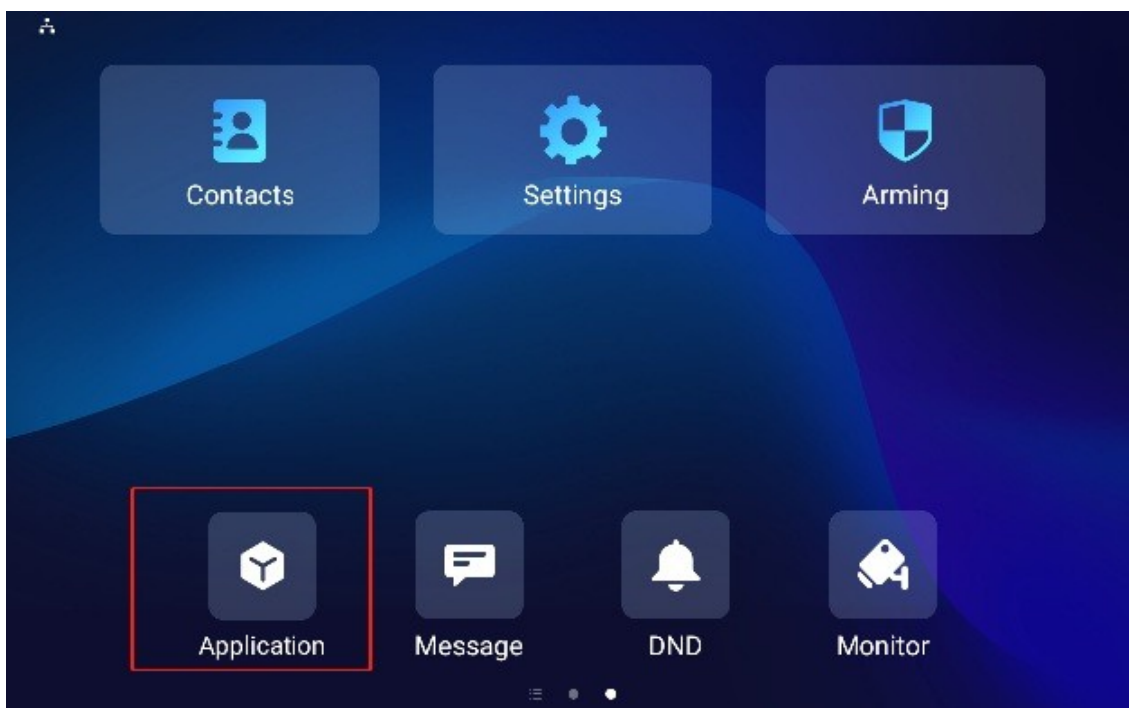 Contacts
Settings
Arming
Application
Message
DND
Monitor